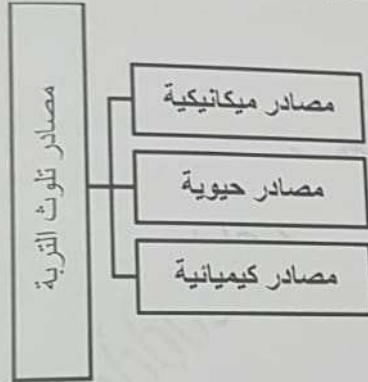 مصادر تلوث التربة
مصادر ميكانيكية
مصادر حيوية
مصادر كيميائية